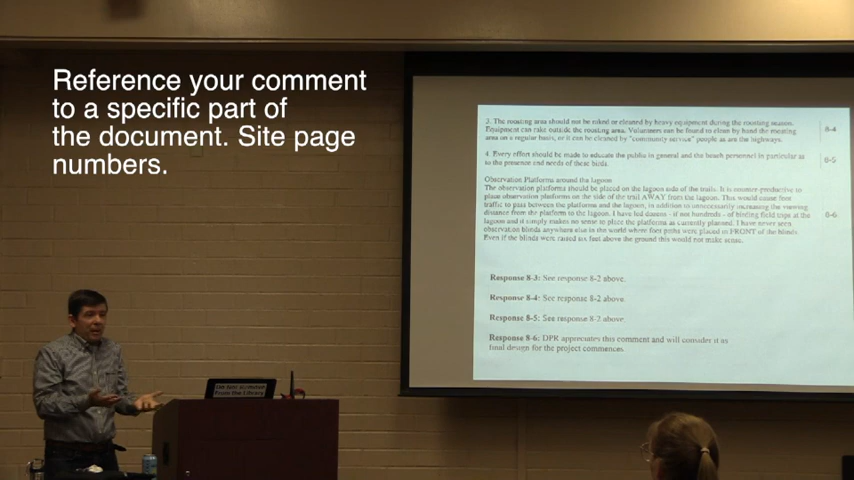 Reference your comment
to a specific part of
the document. Site page
numbers.
3. The roosting area should not be raked or cleaned by heavy equipment during the roosting season.
Equipment can rake outside the roosting area. Volunteers can be found to clean by hand the roosting
area on a regular basis, or it can be cleaned by "community service" people as are the highways.
8-4
4. Every effort should be made to educate the public in general and the beach personnel in particular as
to the presence and needs of these birds.
8-5
Observation Platforms around the lagoon
The observation platforms should be placed on the lagoon side of the trails. It is counter-productive to
place observation platforms on the side of the trail AWAY from the lagoon. This would cause foot
traffic to pass between the platforms and the lagoon, in addition to unnecessarily increasing the viewing
distance from the platform to the lagoon. I have led dozens - if not hundreds - of birding field trips at the
lagoon and it simply makes no sense to place the platforms as currently planned. I have never seen
observation blinds anywhere else in the world where foot paths were placed in FRONT of the blinds.
Even if the blinds were raised six feet above the ground this would not make sense.
8-6
Response 8-3: See response 8-2 above.
Response 8-4: See response 8-2 above.
Response 8-5: See response 8-2 above.
Response 8-6: DPR appreciates this comment and will consider it as
final design for the project commences.
From the Library